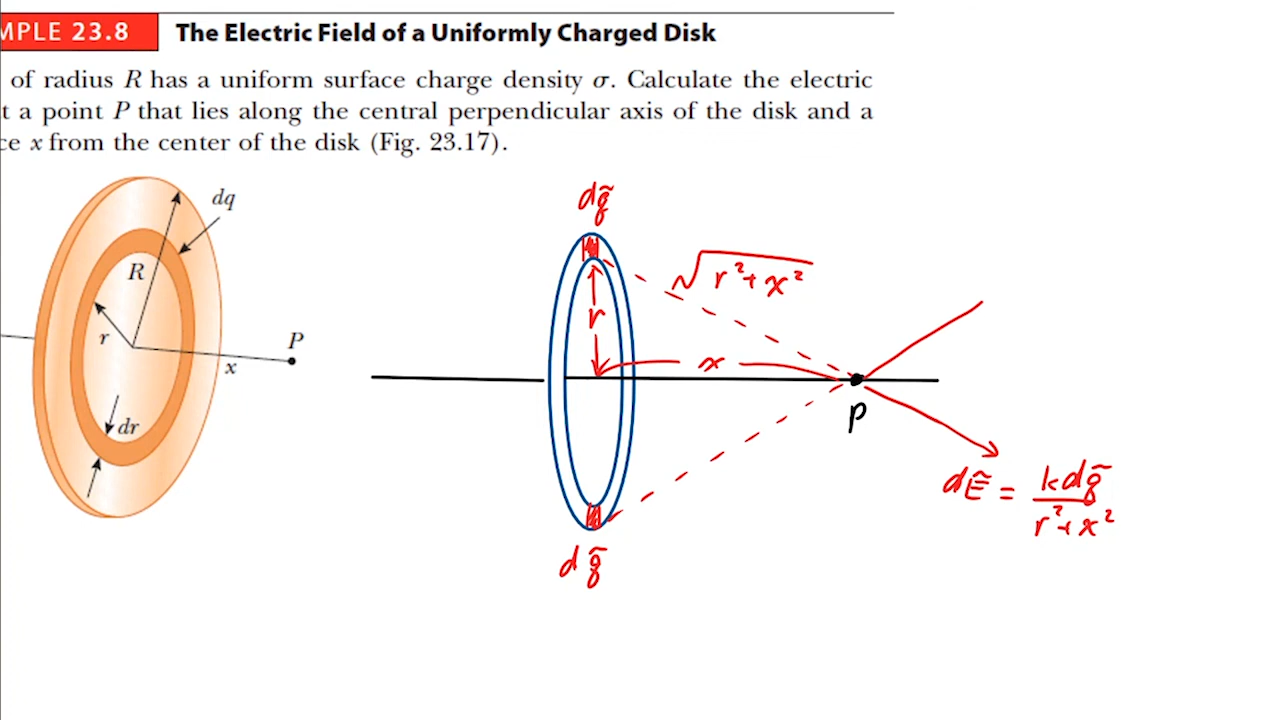 MPLE 23.8 The Electric Field of a Uniformly Charged Disk
of radius R has a uniform surface charge density σ. Calculate the electric
t a point P that lies along the central perpendicular axis of the disk and a
ce x from the center of the disk (Fig. 23.17).
dq
R
r
P
x
dr
dq̃
√(r²+x²)
r
x
P
dẼ = kdq̃/(r²+x²)
dq̃